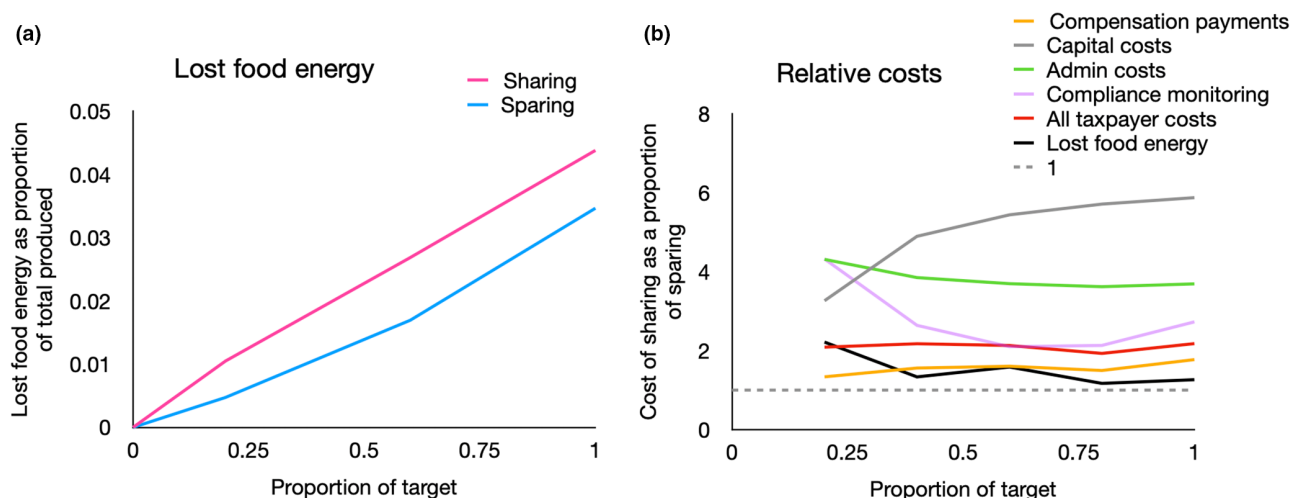 (a)
Lost food energy
Sharing
Sparing
Lost food energy as proportion
of total produced
0.05
0.04
0.03
0.02
0.01
0
0
0.25
0.5
0.75
1
Proportion of target
(b)
Relative costs
Compensation payments
Capital costs
Admin costs
Compliance monitoring
All taxpayer costs
Lost food energy
1
Cost of sharing as a proportion
of sparing
8
6
4
2
0
0
0.25
0.5
0.75
1
Proportion of target